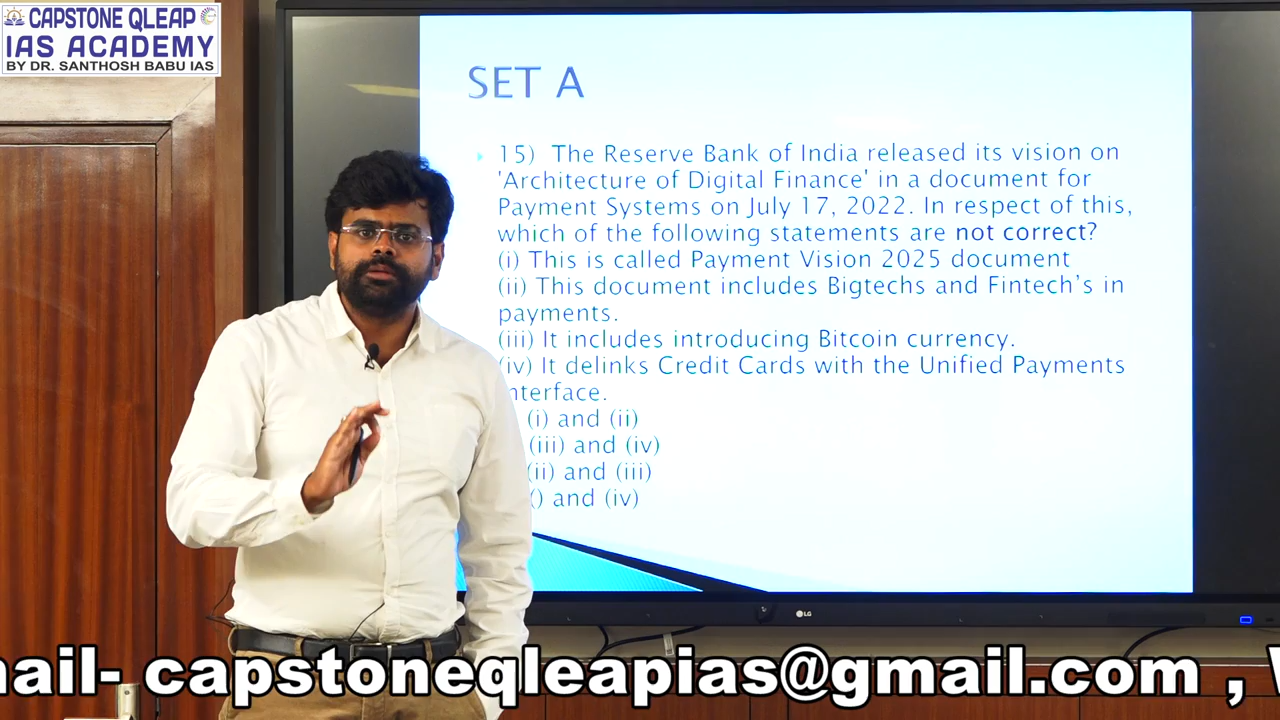 CAPSTONE QLEAP
IAS ACADEMY
BY DR. SANTHOSH BABU IAS
SET A
15) The Reserve Bank of India released its vision on
'Architecture of Digital Finance' in a document for
Payment Systems on July 17, 2022. In respect of this,
which of the following statements are not correct?
(i) This is called Payment Vision 2025 document
(ii) This document includes Bigtechs and Fintech's in
payments.
(iii) It includes introducing Bitcoin currency.
(iv) It delinks Credit Cards with the Unified Payments
nterface.
(i) and (ii)
(iii) and (iv)
(ii) and (iii)
() and (iv)
LG
nail- capstoneqleapias@gmail.com ,